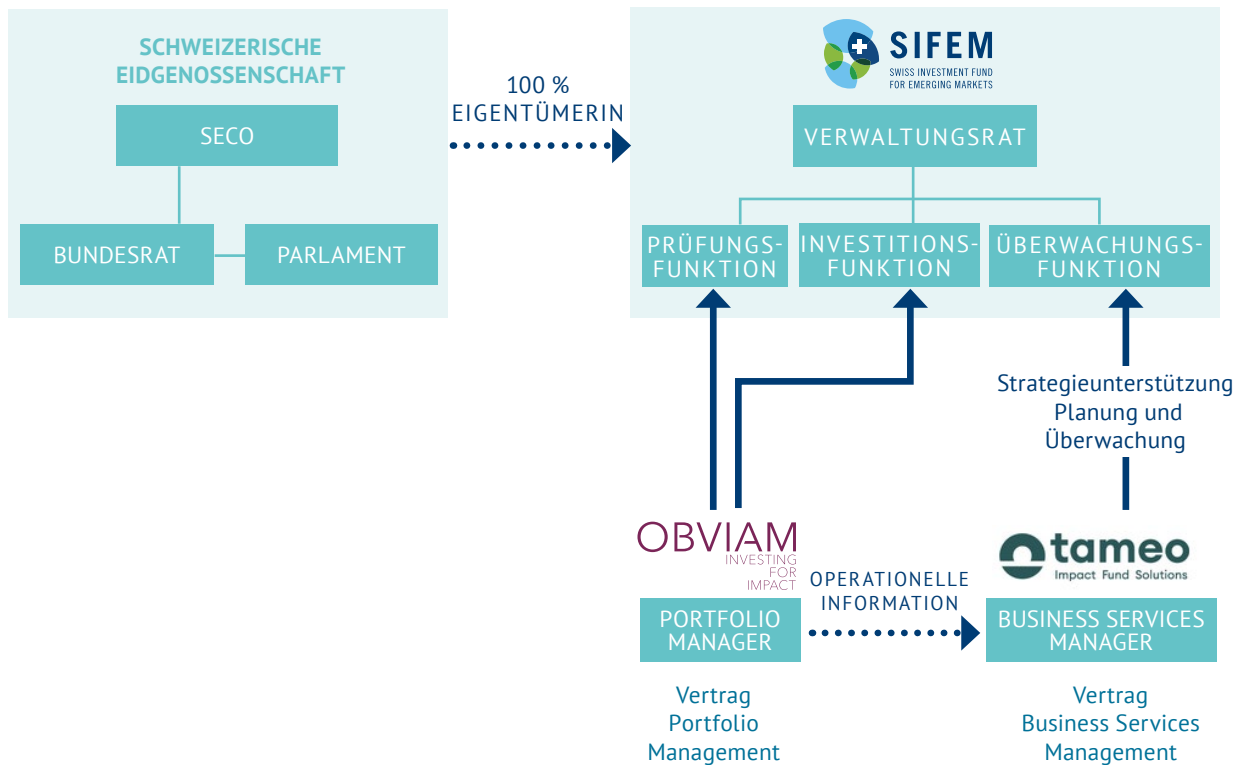 SCHWEIZERISCHE
EIDGENOSSENSCHAFT
SECO
BUNDESRAT
PARLAMENT
100 %
EIGENTÜMERIN
SIFEM
SWISS INVESTMENT FUND
FOR EMERGING MARKETS
VERWALTUNGSRAT
PRÜFUNGS-
FUNKTION
INVESTITIONS-
FUNKTION
ÜBERWACHUNGS-
FUNKTION
Strategieunterstützung
Planung und
Überwachung
OBVIAM
INVESTING
FOR
IMPACT
PORTFOLIO
MANAGER
Vertrag
Portfolio
Management
OPERATIONELLE
INFORMATION
tameo
Impact Fund Solutions
BUSINESS SERVICES
MANAGER
Vertrag
Business Services
Management